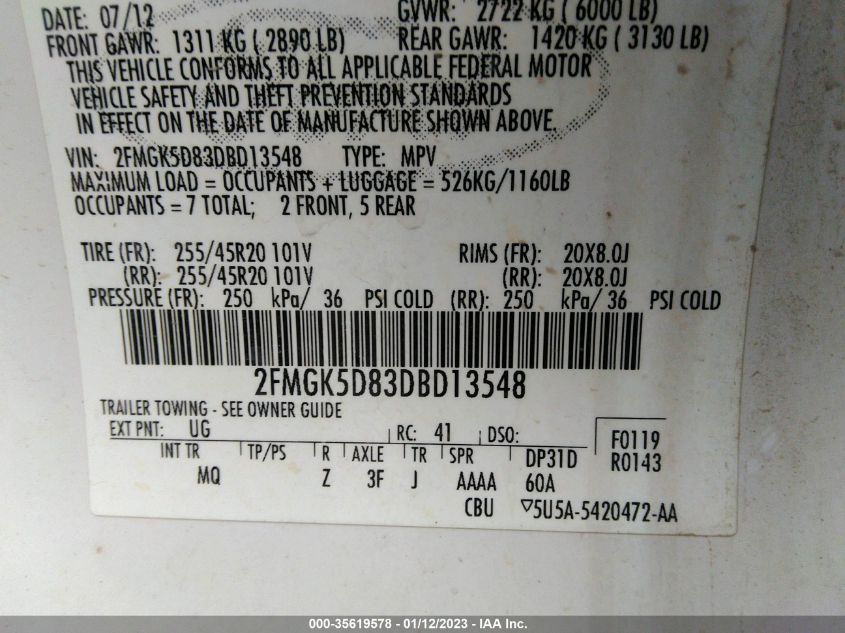 DATE: 07/12 GVWR: 2722 KG ( 6000 LB)
FRONT GAWR: 1311 KG ( 2890 LB) REAR GAWR: 1420 KG ( 3130 LB)
THIS VEHICLE CONFORMS TO ALL APPLICABLE FEDERAL MOTOR
VEHICLE SAFETY AND THEFT PREVENTION STANDARDS
IN EFFECT ON THE DATE OF MANUFACTURE SHOWN ABOVE.
VIN: 2FMGK5D83DBD13548 TYPE: MPV
MAXIMUM LOAD = OCCUPANTS + LUGGAGE = 526KG/1160LB
OCCUPANTS = 7 TOTAL; 2 FRONT, 5 REAR
TIRE (FR): 255/45R20 101V RIMS (FR): 20X8.0J
(RR): 255/45R20 101V (RR): 20X8.0J
PRESSURE (FR): 250 kPa/ 36 PSI COLD (RR): 250 kPa/ 36 PSI COLD
2FMGK5D83DBD13548
TRAILER TOWING - SEE OWNER GUIDE
EXT PNT: UG RC: 41 DSO: F0119
INT TR TP/PS R AXLE TR SPR DP31D R0143
MQ Z 3F J AAAA 60A
CBU ▽5U5A-5420472-AA
000-35619578 - 01/12/2023 - IAA Inc.